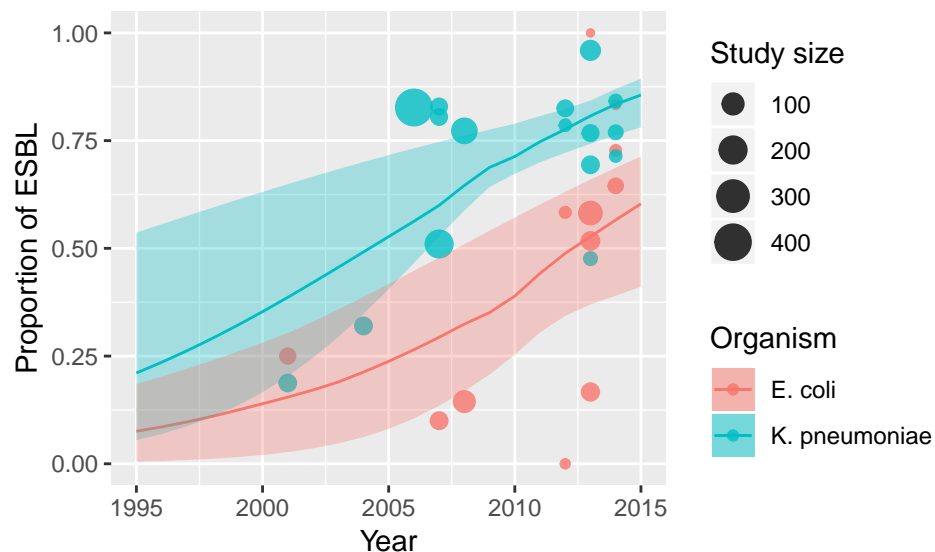 1.00
0.75
0.50
0.25
0.00
Proportion of ESBL
1995
2000
2005
2010
2015
Year
Study size
100
200
300
400
Organism
E. coli
K. pneumoniae